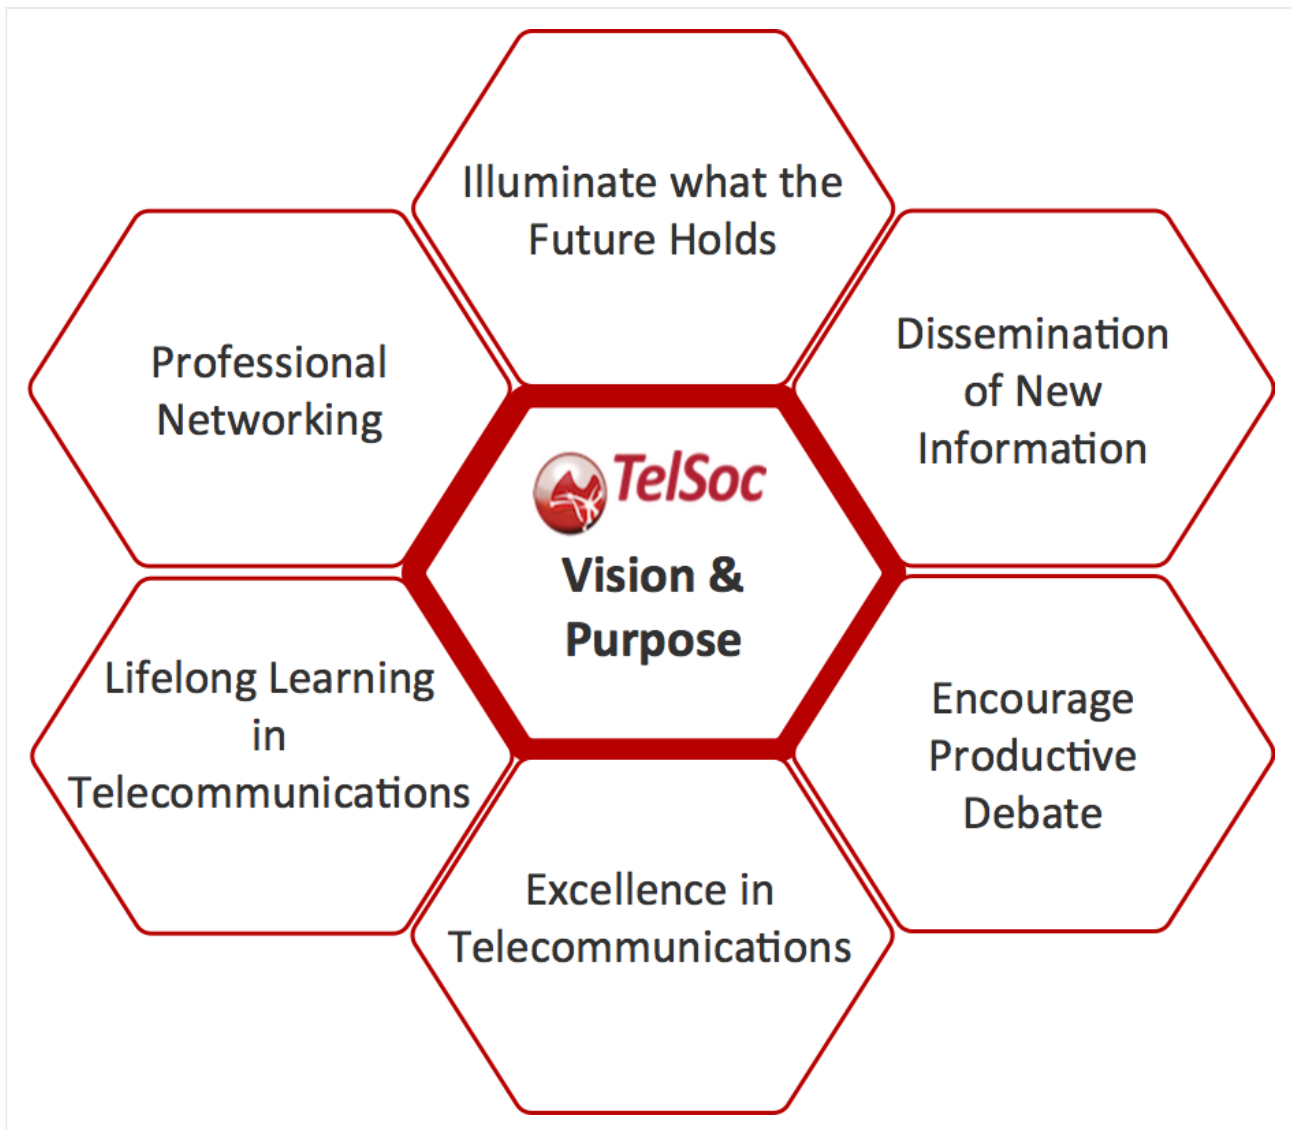 Illuminate what the
Future Holds
Dissemination
of New
Information
Professional
Networking
TelSoc
Vision &
Purpose
Lifelong Learning
in
Telecommunications
Encourage
Productive
Debate
Excellence in
Telecommunications